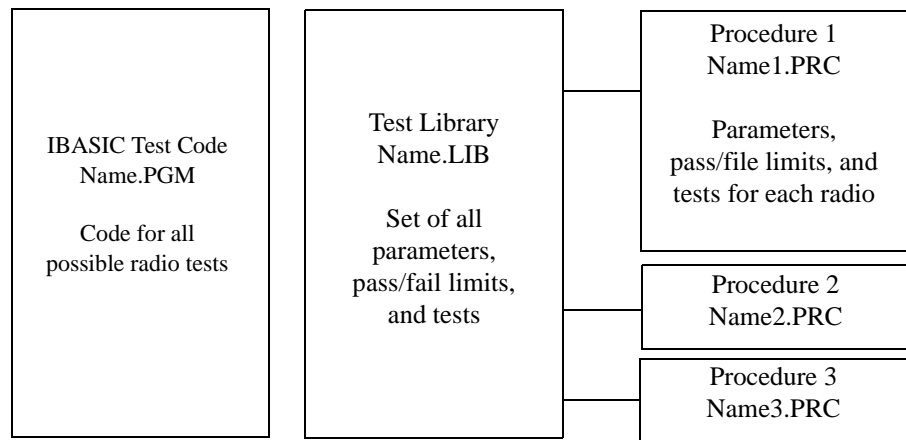 IBASIC Test Code
Name.PGM
Code for all
possible radio tests
Test Library
Name.LIB
Set of all
parameters,
pass/fail limits,
and tests
Procedure 1
Name1.PRC
Parameters,
pass/file limits, and
tests for each radio
Procedure 2
Name2.PRC
Procedure 3
Name3.PRC